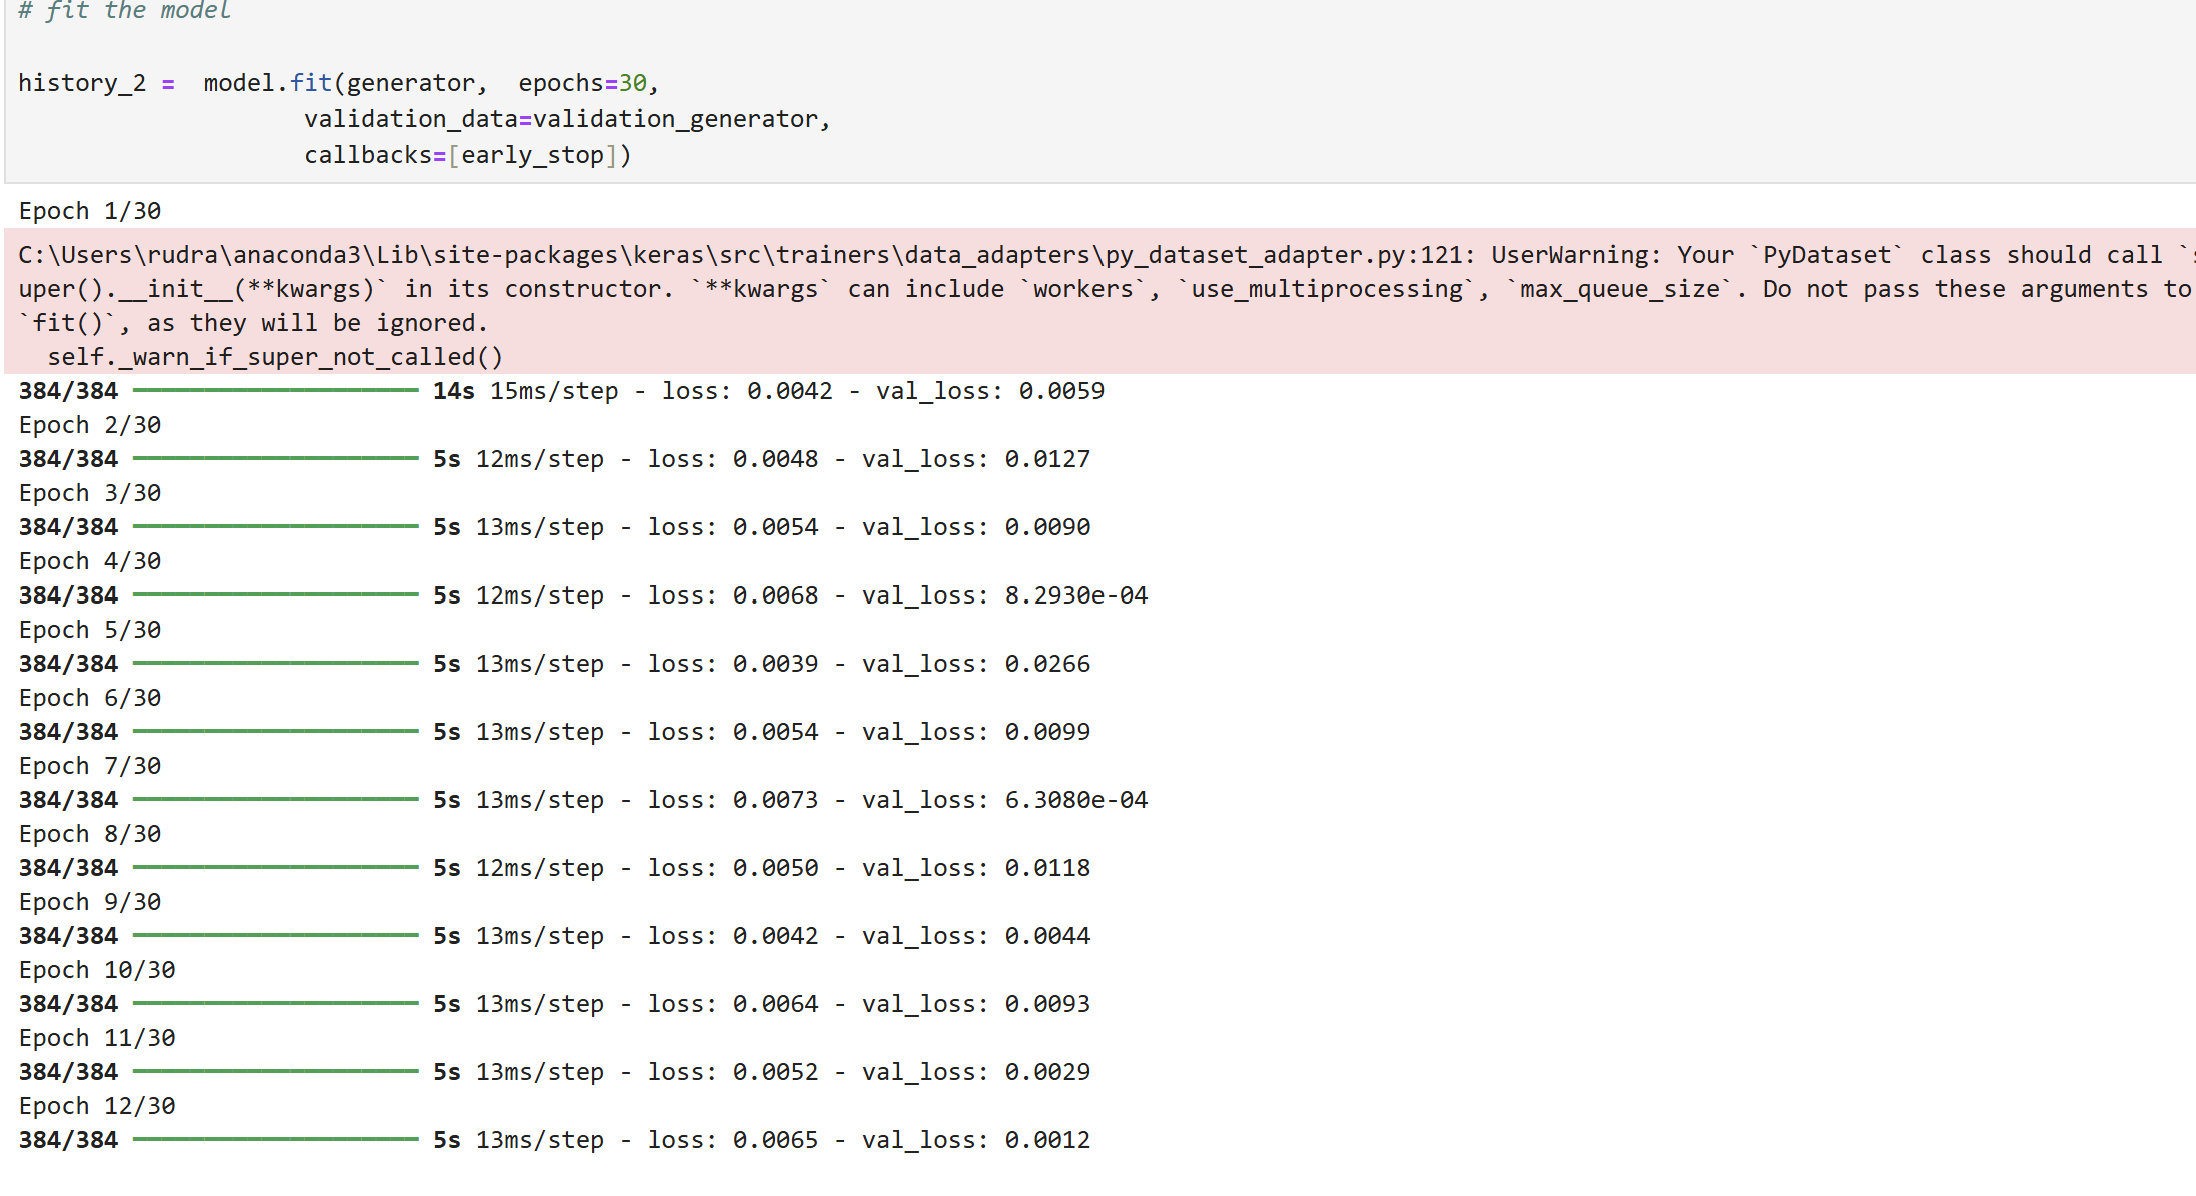 # fit the model
history_2 =  model.fit(generator,  epochs=30,
                    validation_data=validation_generator,
                    callbacks=[early_stop])
Epoch 1/30
C:\Users\rudra\anaconda3\Lib\site-packages\keras\src\trainers\data_adapters\py_dataset_adapter.py:121: UserWarning: Your `PyDataset` class should call `s
uper().__init__(**kwargs)` in its constructor. `**kwargs` can include `workers`, `use_multiprocessing`, `max_queue_size`. Do not pass these arguments to
`fit()`, as they will be ignored.
  self._warn_if_super_not_called()
384/384 ━━━━━━━━━━━━━━━━━━━━ 14s 15ms/step - loss: 0.0042 - val_loss: 0.0059
Epoch 2/30
384/384 ━━━━━━━━━━━━━━━━━━━━ 5s 12ms/step - loss: 0.0048 - val_loss: 0.0127
Epoch 3/30
384/384 ━━━━━━━━━━━━━━━━━━━━ 5s 13ms/step - loss: 0.0054 - val_loss: 0.0090
Epoch 4/30
384/384 ━━━━━━━━━━━━━━━━━━━━ 5s 12ms/step - loss: 0.0068 - val_loss: 8.2930e-04
Epoch 5/30
384/384 ━━━━━━━━━━━━━━━━━━━━ 5s 13ms/step - loss: 0.0039 - val_loss: 0.0266
Epoch 6/30
384/384 ━━━━━━━━━━━━━━━━━━━━ 5s 13ms/step - loss: 0.0054 - val_loss: 0.0099
Epoch 7/30
384/384 ━━━━━━━━━━━━━━━━━━━━ 5s 13ms/step - loss: 0.0073 - val_loss: 6.3080e-04
Epoch 8/30
384/384 ━━━━━━━━━━━━━━━━━━━━ 5s 12ms/step - loss: 0.0050 - val_loss: 0.0118
Epoch 9/30
384/384 ━━━━━━━━━━━━━━━━━━━━ 5s 13ms/step - loss: 0.0042 - val_loss: 0.0044
Epoch 10/30
384/384 ━━━━━━━━━━━━━━━━━━━━ 5s 13ms/step - loss: 0.0064 - val_loss: 0.0093
Epoch 11/30
384/384 ━━━━━━━━━━━━━━━━━━━━ 5s 13ms/step - loss: 0.0052 - val_loss: 0.0029
Epoch 12/30
384/384 ━━━━━━━━━━━━━━━━━━━━ 5s 13ms/step - loss: 0.0065 - val_loss: 0.0012